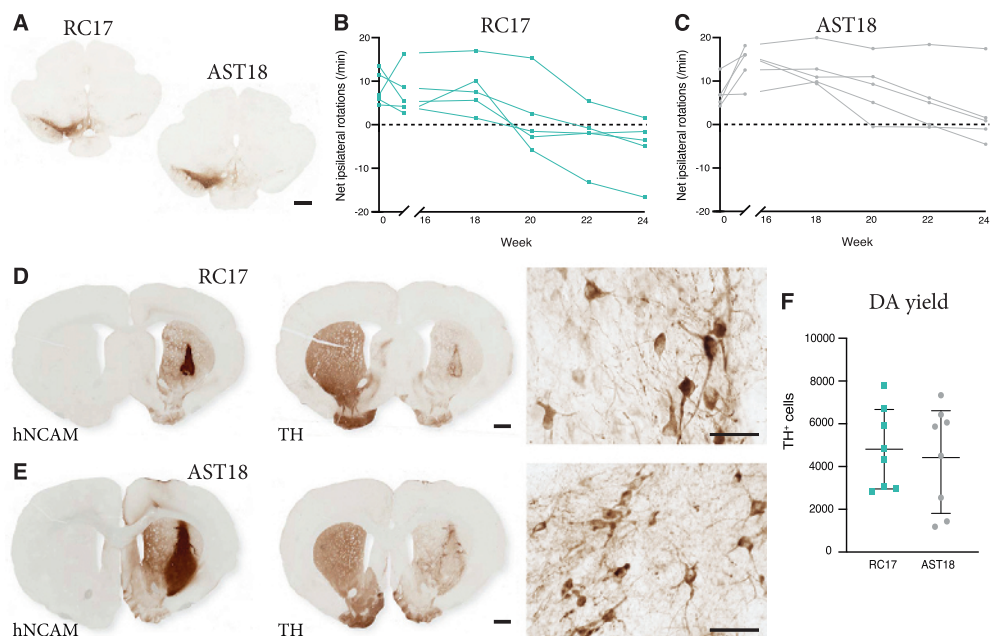 A
RC17
AST18
B
RC17
Net ipsilateral rotations (/min)
20
10
0
-10
-20
0
16
18
20
22
24
Week
C
AST18
Net ipsilateral rotations (/min)
20
10
0
-10
-20
0
16
18
20
22
24
Week
D
RC17
hNCAM
TH
E
AST18
hNCAM
TH
F
DA yield
TH⁺ cells
10000
8000
6000
4000
2000
0
RC17
AST18